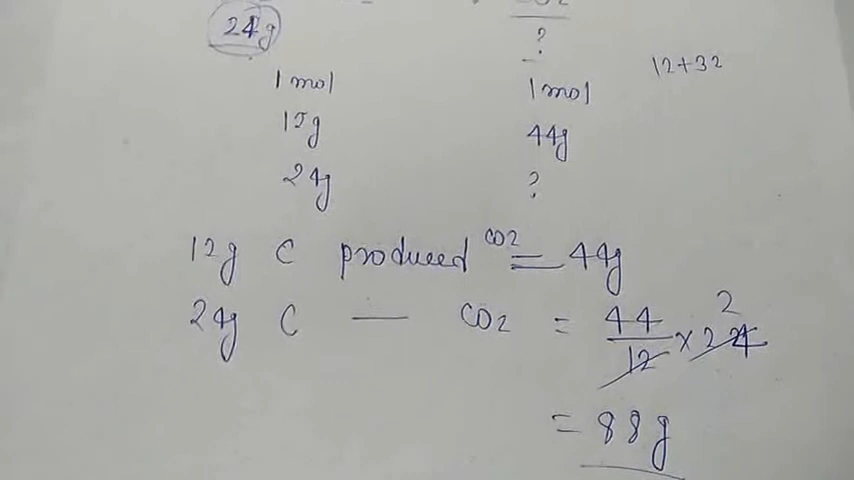 24g
?
1 mol 1 mol 12+32
12g 44g
24g ?
12g C produced CO2 = 44g
24g C — CO2 = 44/12 × 24 2
= 88g